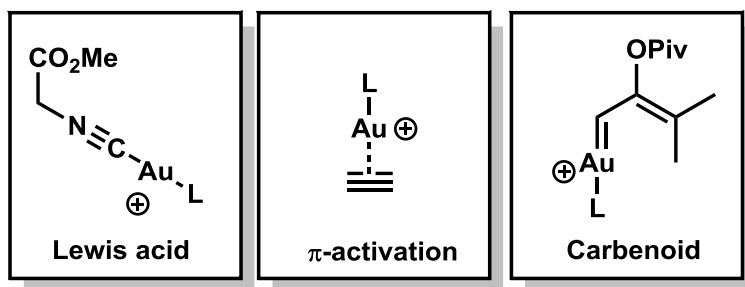 CO₂Me
N
C
Au
L
⊕
Lewis acid
L
Au ⊕
π-activation
OPiv
⊕ Au
L
Carbenoid